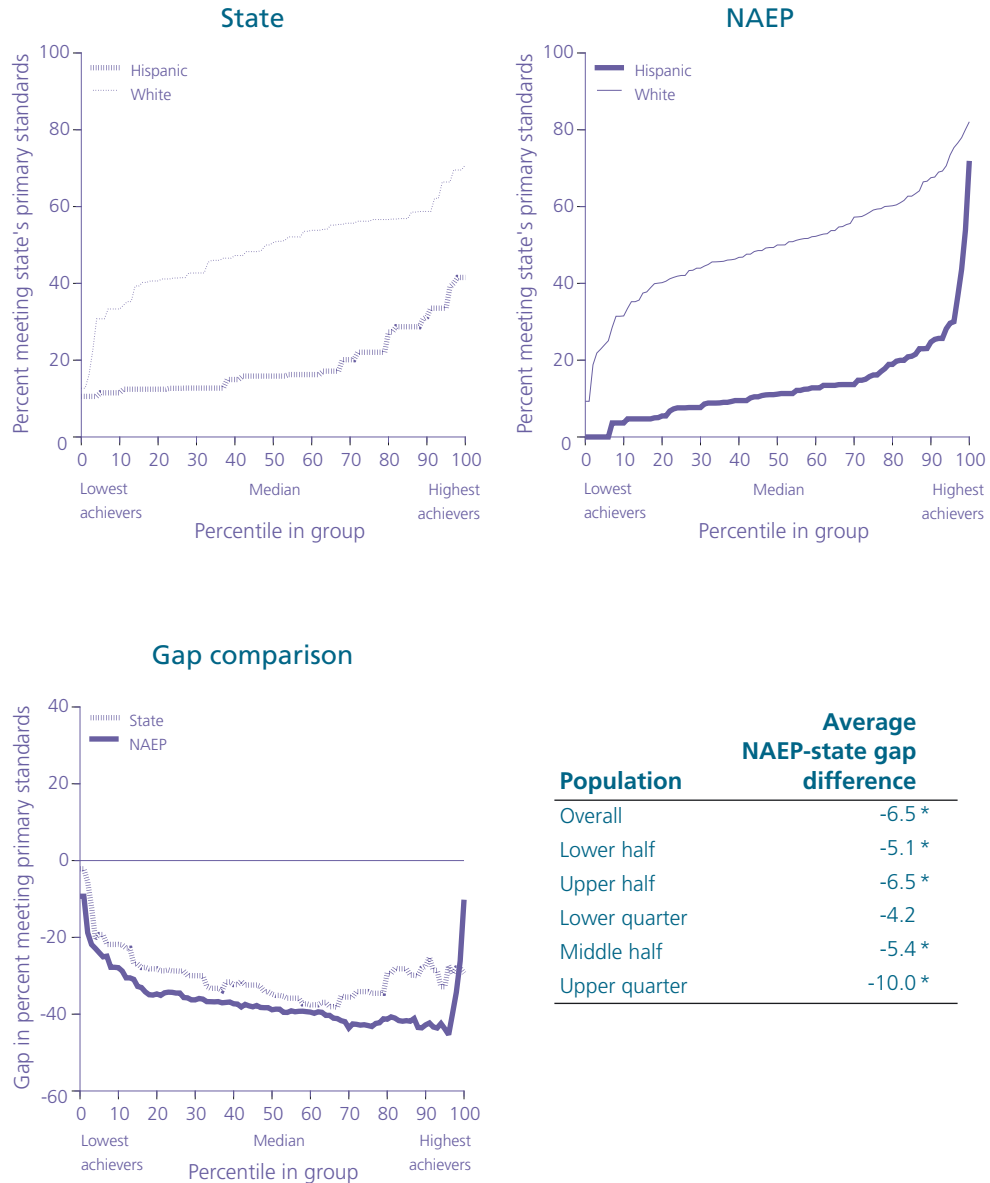 State
Percent meeting state's primary standards
100
80
60
40
20
0
Hispanic
White
0 10 20 30 40 50 60 70 80 90 100
Lowest achievers
Median
Highest achievers
Percentile in group
NAEP
Percent meeting state's primary standards
100
80
60
40
20
0
Hispanic
White
0 10 20 30 40 50 60 70 80 90 100
Lowest achievers
Median
Highest achievers
Percentile in group
Gap comparison
Gap in percent meeting primary standards
40
20
0
-20
-40
-60
State
NAEP
0 10 20 30 40 50 60 70 80 90 100
Lowest achievers
Median
Highest achievers
Percentile in group
Average
NAEP-state gap
Population difference
Overall -6.5 *
Lower half -5.1 *
Upper half -6.5 *
Lower quarter -4.2
Middle half -5.4 *
Upper quarter -10.0 *